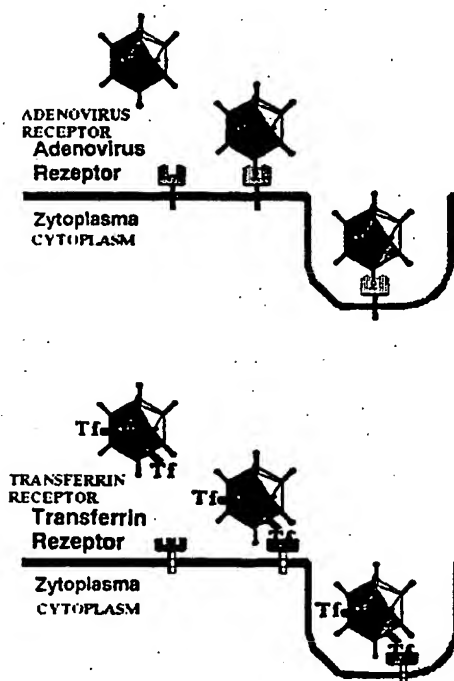 ADENOVIRUS
RECEPTOR
Adenovirus
Rezeptor
Zytoplasma
CYTOPLASM
Tf
Tf
TRANSFERRIN
RECEPTOR
Transferrin
Rezeptor
Tf
Tf
Zytoplasma
CYTOPLASM
Tf
Tf